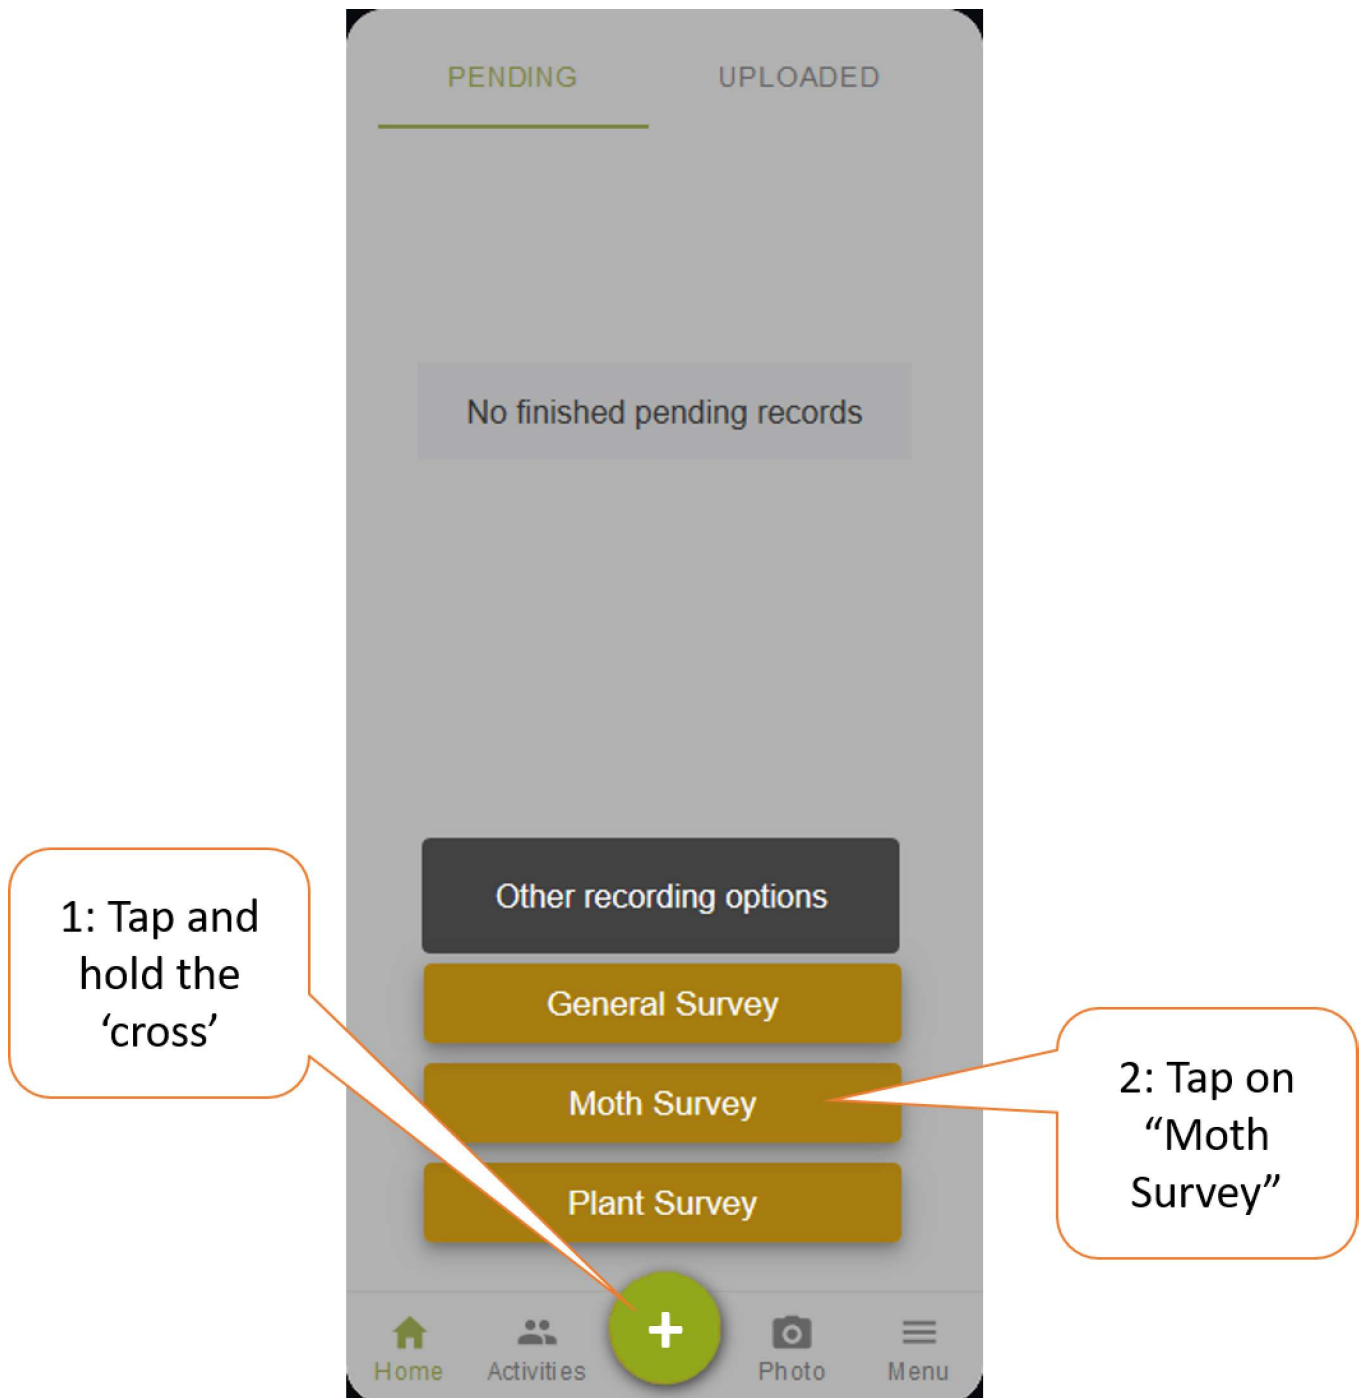 PENDING UPLOADED
No finished pending records
Other recording options
General Survey
Moth Survey
Plant Survey
1: Tap and
hold the
‘cross’
2: Tap on
“Moth
Survey”
Home Activities Photo Menu